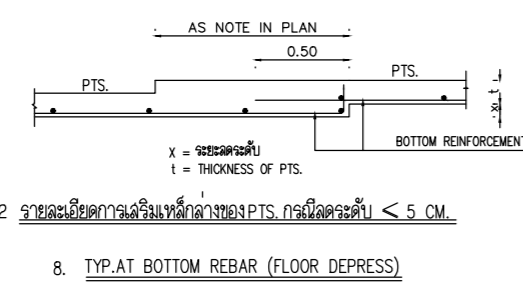 AS NOTE IN PLAN
0.50
PTS.
PTS.
t
x
BOTTOM REINFORCEMENT
X = ระยะลดระดับ
t = THICKNESS OF PTS.
2 รายละเอียดการเสริมเหล็กล่างของPTS. กรณีลดระดับ < 5 CM.
8. TYP.AT BOTTOM REBAR (FLOOR DEPRESS)